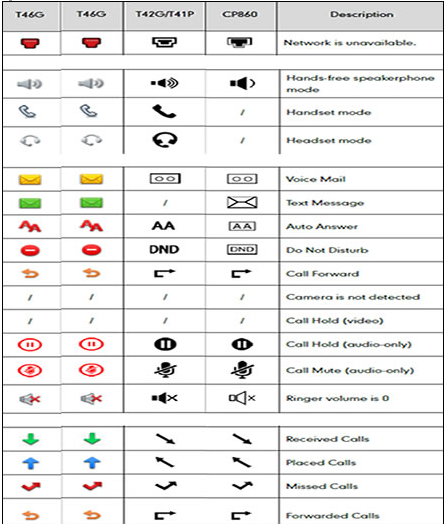 T46G T46G T42G/T41P CP860 Description
Network is unavailable.
Hands-free speakerphone
mode
/ Handset mode
/ Headset mode
Voice Mail
/ Text Message
AA AA AA AA Auto Answer
DND DND Do Not Disturb
Call Forward
/ / / / Camera is not detected
/ / / / Call Hold (video)
Call Hold (audio-only)
Call Mute (audio-only)
Ringer volume is 0
Received Calls
Placed Calls
Missed Calls
Forwarded Calls